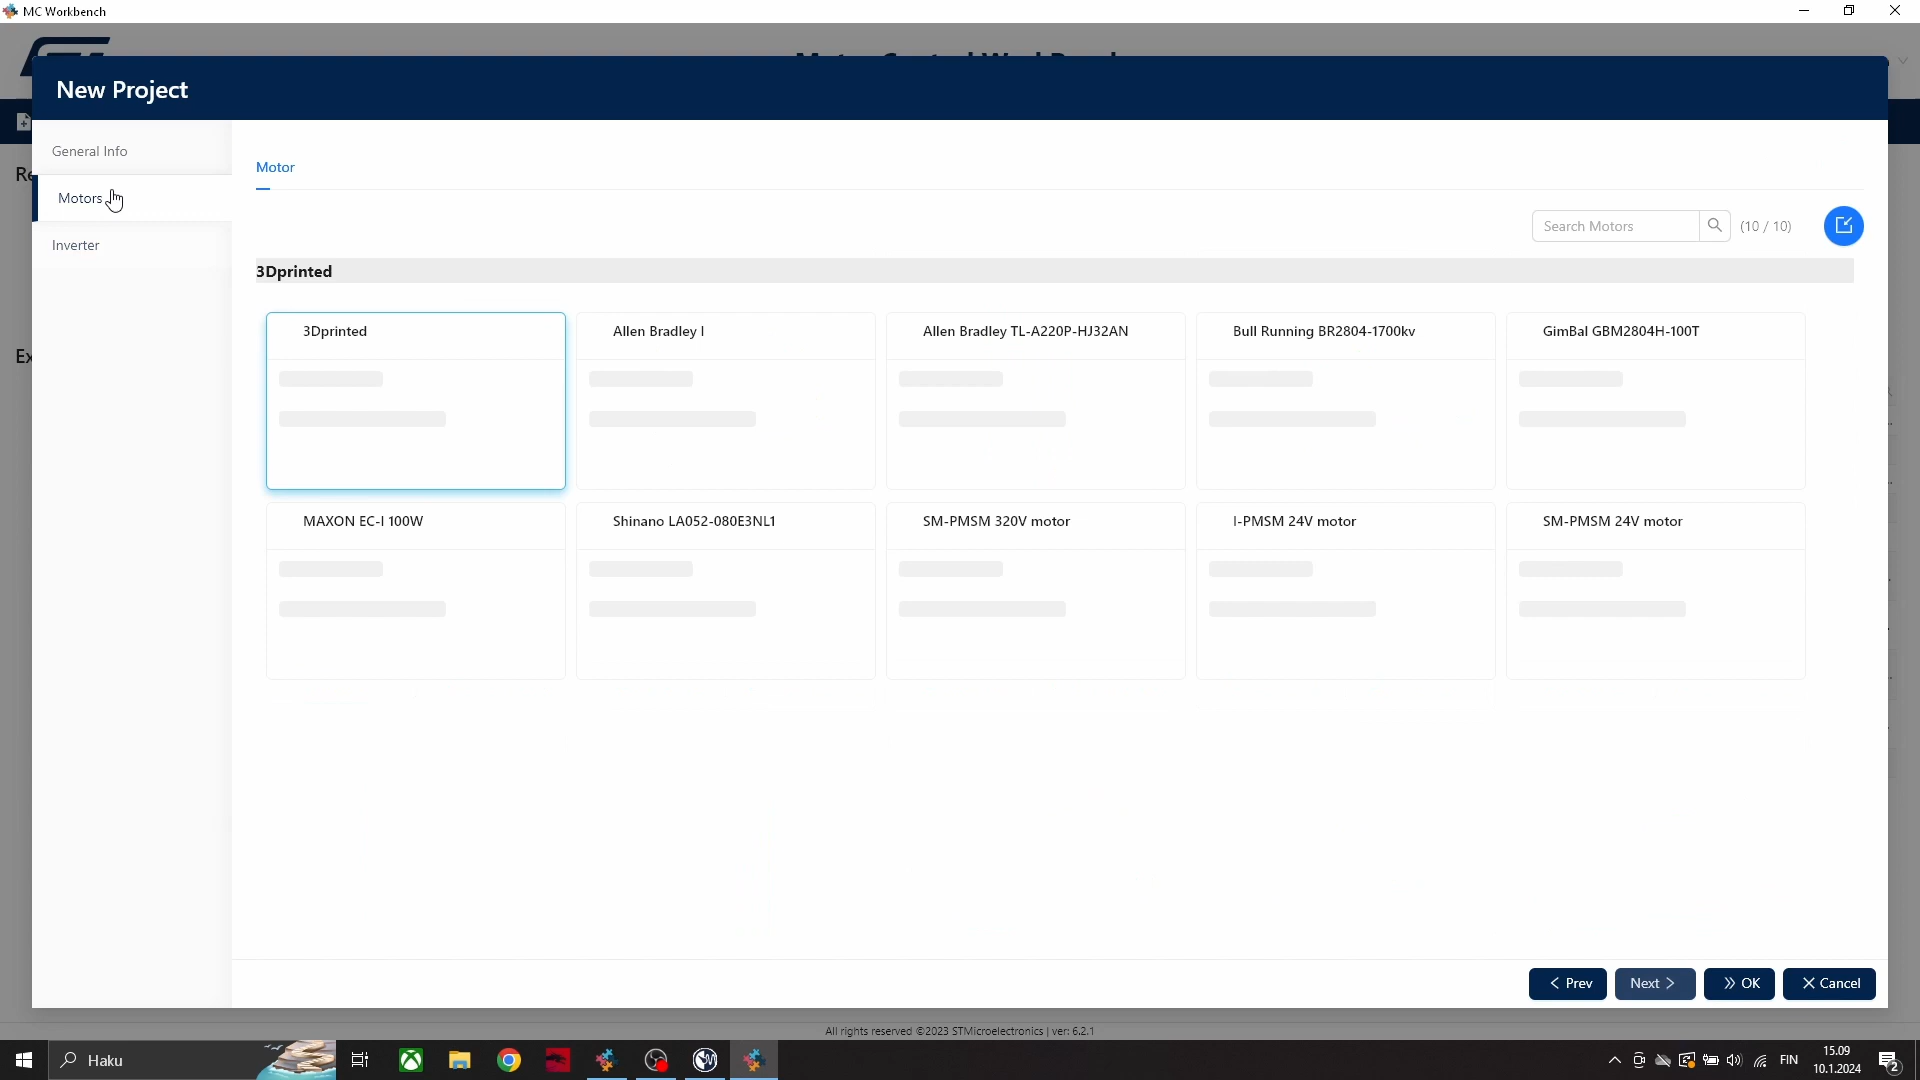 MC Workbench
New Project
General Info
Motors
Inverter
Motor
Search Motors
(10 / 10)
3Dprinted
3Dprinted
Allen Bradley I
Allen Bradley TL-A220P-HJ32AN
Bull Running BR2804-1700kv
GimBal GBM2804H-100T
MAXON EC-I 100W
Shinano LA052-080E3NL1
SM-PMSM 320V motor
I-PMSM 24V motor
SM-PMSM 24V motor
Prev
Next
OK
Cancel
All rights reserved ©2023 STMicroelectronics | ver: 6.2.1
Haku
FIN
15.09
10.1.2024
2